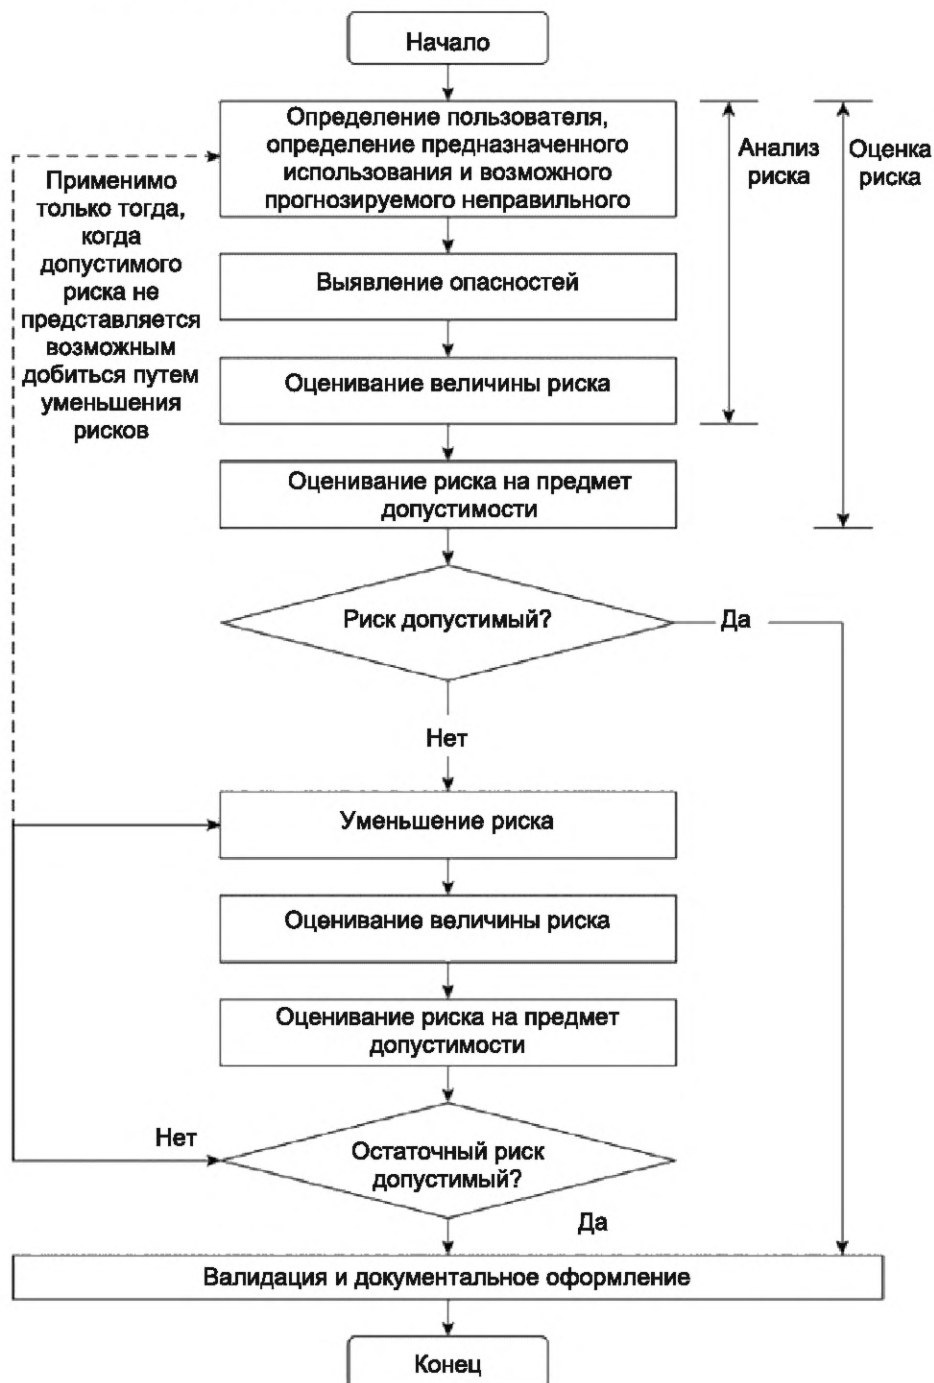 Начало
Определение пользователя,
определение предназначенного
использования и возможного
прогнозируемого неправильного
Анализ
риска
Оценка
риска
Применимо
только тогда,
когда
допустимого
риска не
представляется
возможным
добиться путем
уменьшения
рисков
Выявление опасностей
Оценивание величины риска
Оценивание риска на предмет
допустимости
Риск допустимый?
Да
Нет
Уменьшение риска
Оценивание величины риска
Оценивание риска на предмет
допустимости
Нет
Остаточный риск
допустимый?
Да
Валидация и документальное оформление
Конец